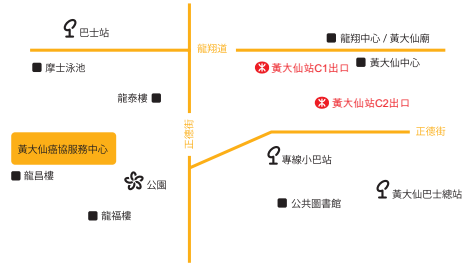 巴士站
龍翔中心 / 黃大仙廟
龍翔道
摩士泳池
黃大仙站C1出口
黃大仙中心
龍泰樓
黃大仙站C2出口
正德街
正德街
黃大仙癌協服務中心
專線小巴站
龍昌樓
公園
黃大仙巴士總站
公共圖書館
龍福樓